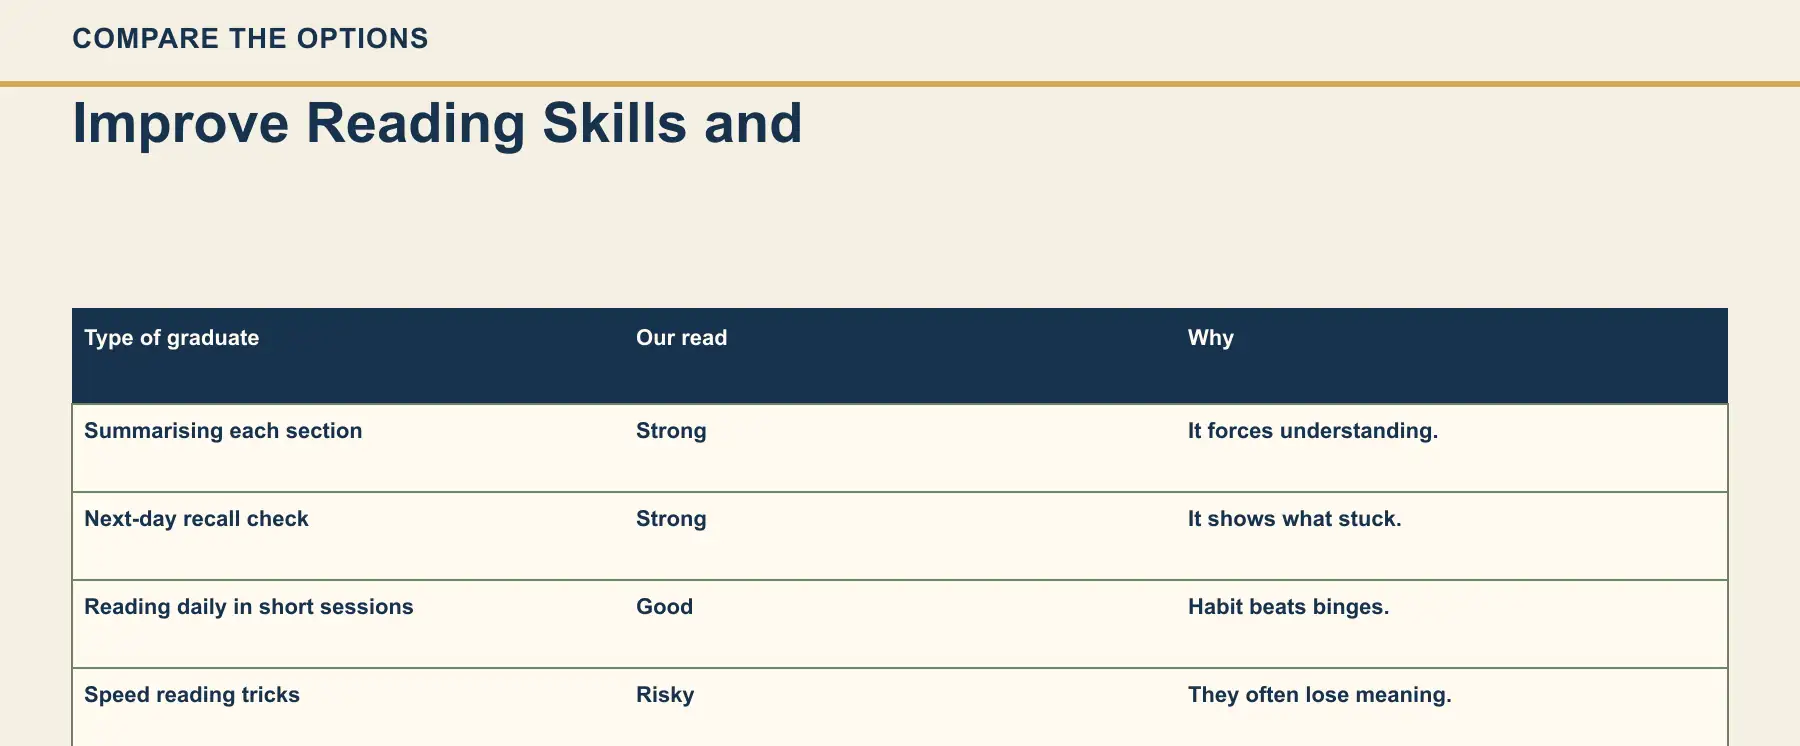 COMPARE THE OPTIONS
Improve Reading Skills and
Type of graduate Our read Why
Summarising each section Strong It forces understanding.
Next-day recall check Strong It shows what stuck.
Reading daily in short sessions Good Habit beats binges.
Speed reading tricks Risky They often lose meaning.